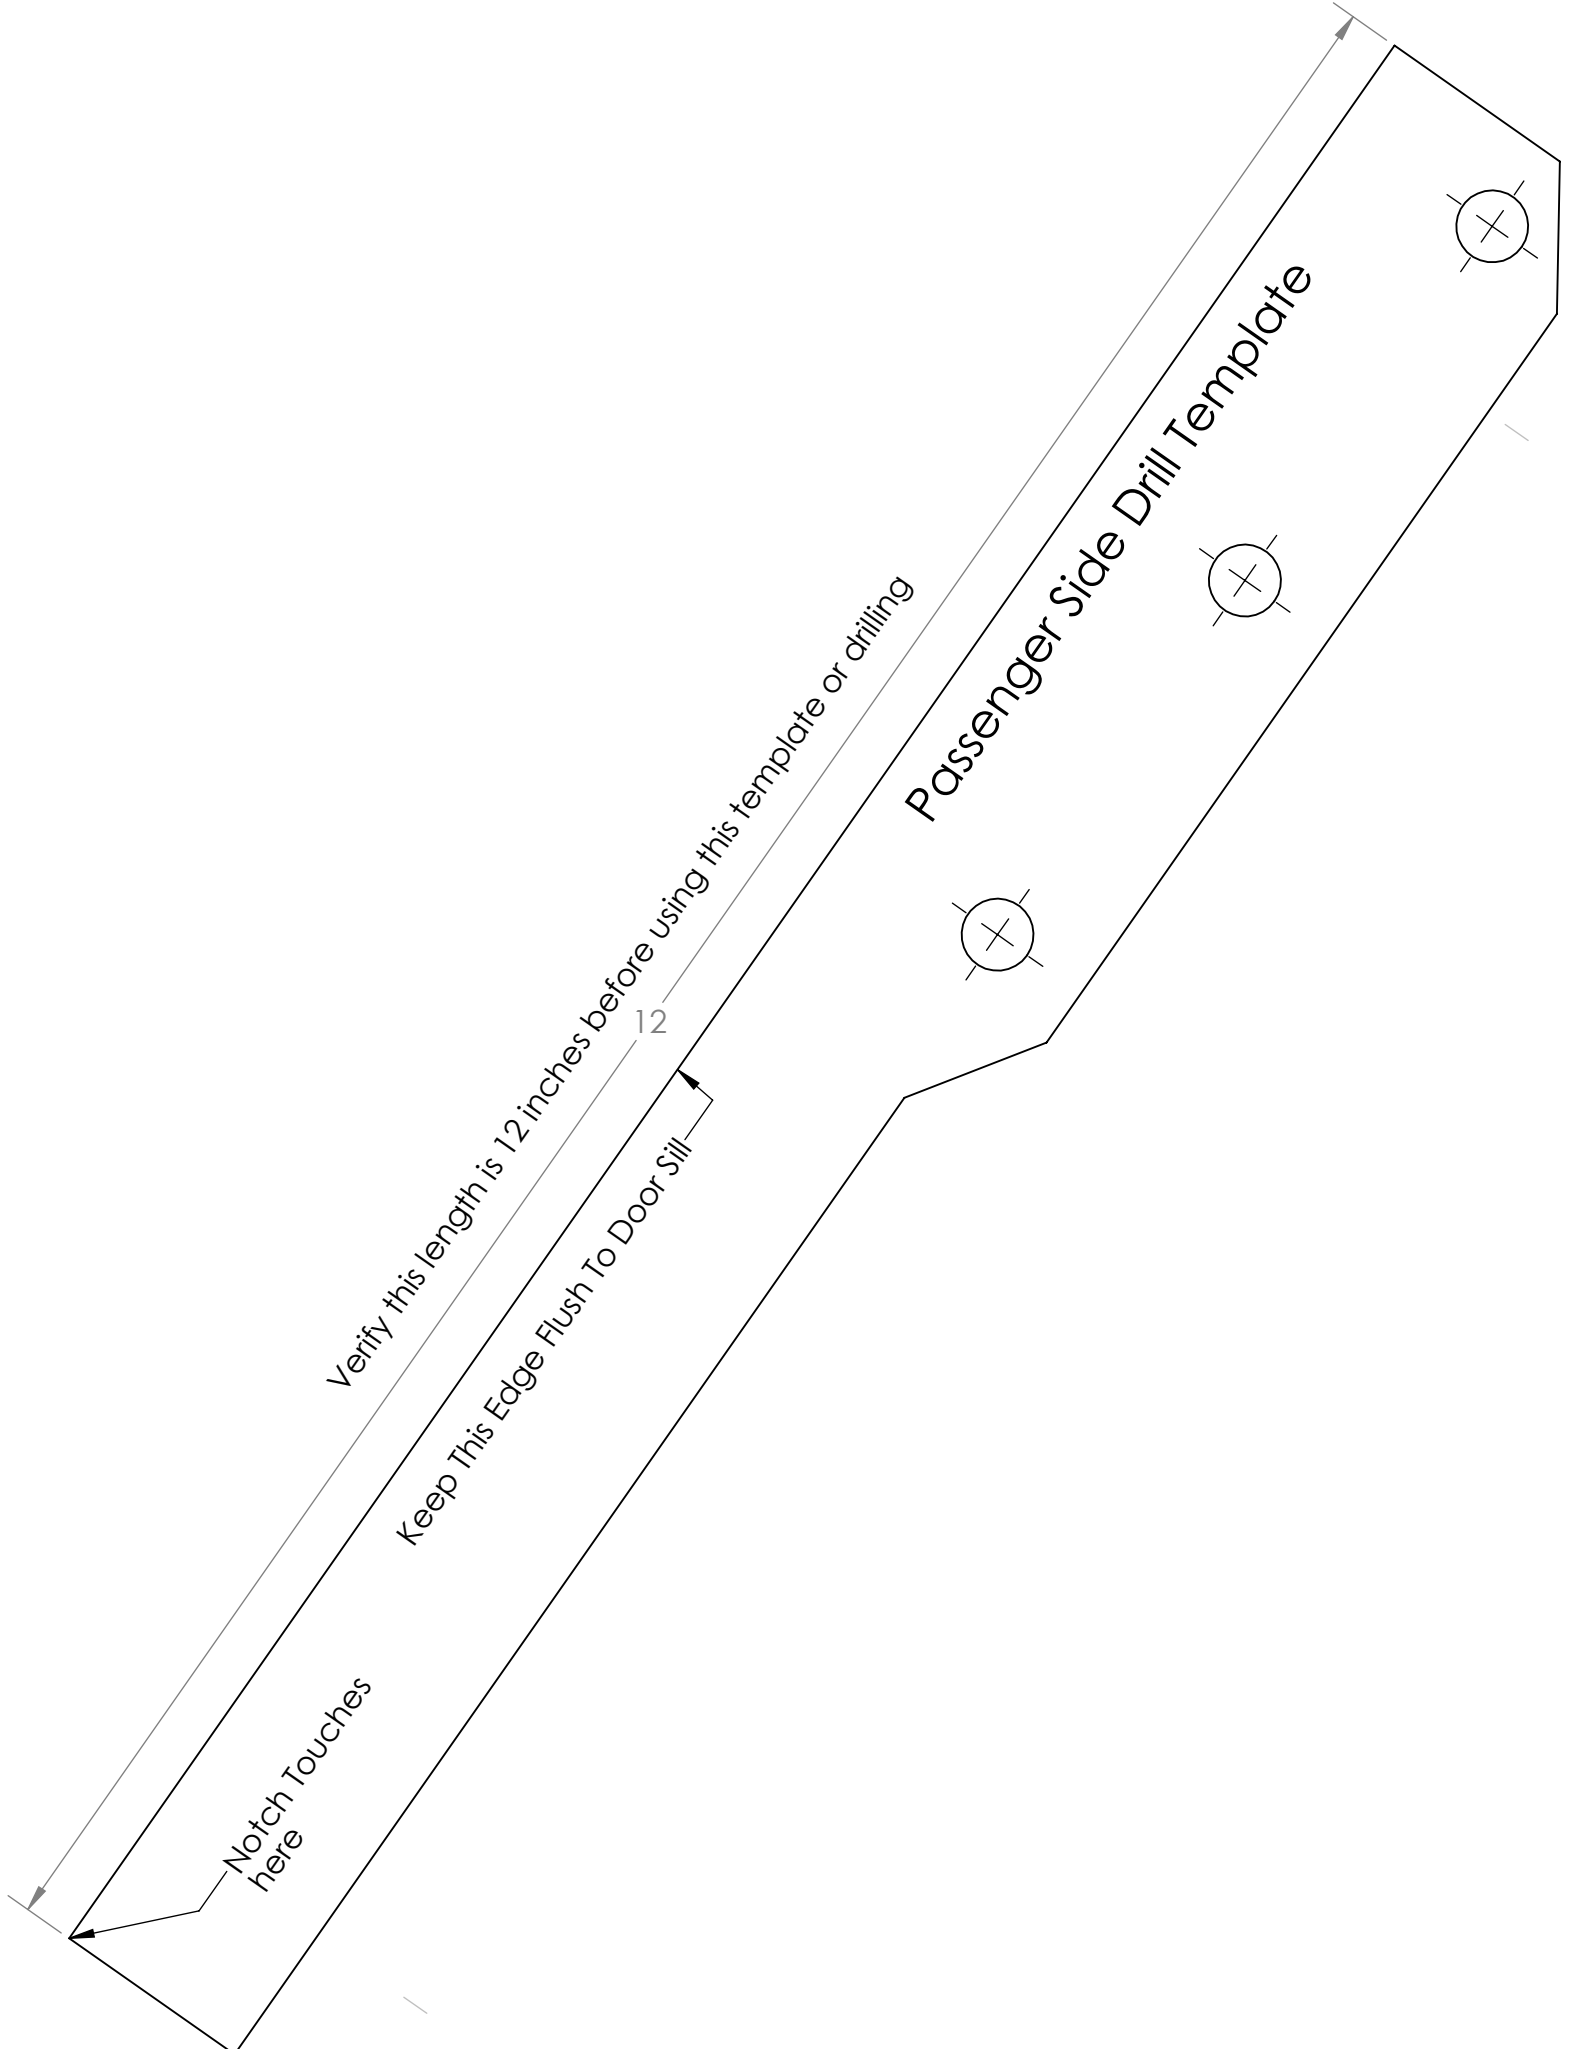 Verify this length is 12 inches before using this template or drilling
12
Passenger Side Drill Template
Keep This Edge Flush To Door Sill
Notch Touches
here